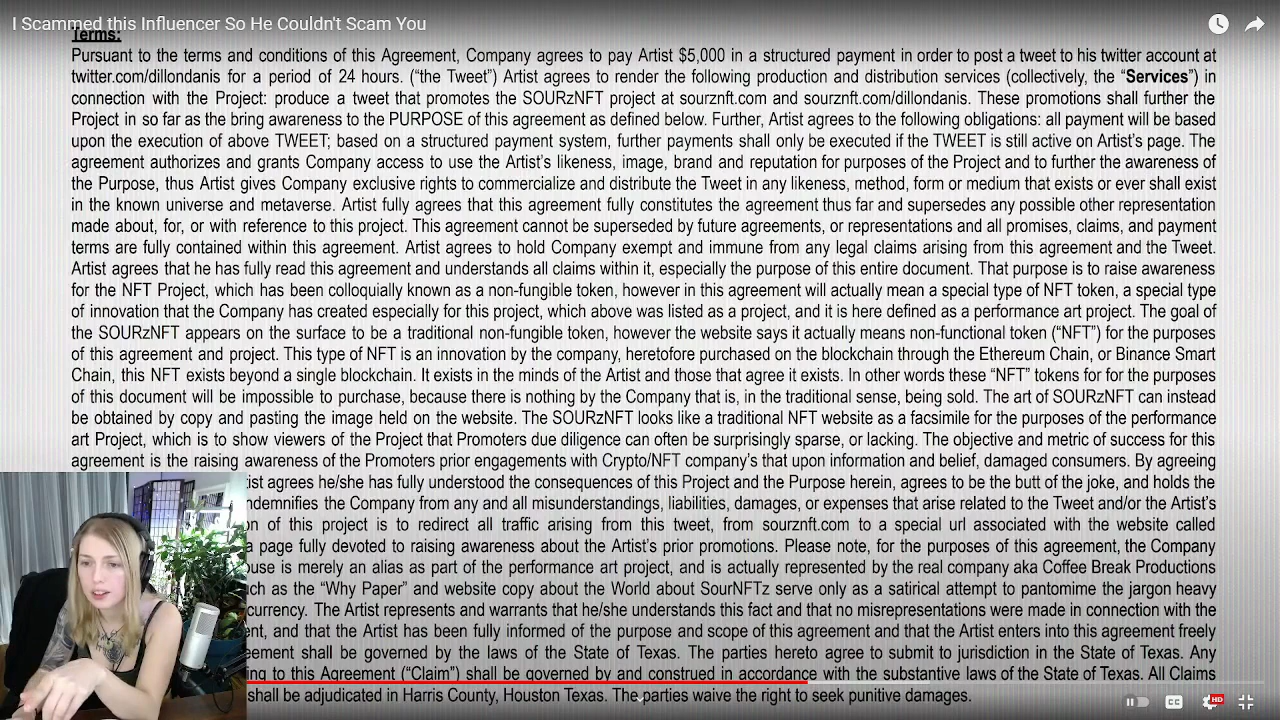 I Scammed this Influencer So He Couldn't Scam You
Terms:
Pursuant to the terms and conditions of this Agreement, Company agrees to pay Artist $5,000 in a structured payment in order to post a tweet to his twitter account at
twitter.com/dillondanis for a period of 24 hours. ("the Tweet") Artist agrees to render the following production and distribution services (collectively, the "Services") in
connection with the Project: produce a tweet that promotes the SOURzNFT project at sourznft.com and sourznft.com/dillondanis. These promotions shall further the
Project in so far as the bring awareness to the PURPOSE of this agreement as defined below. Further, Artist agrees to the following obligations: all payment will be based
upon the execution of above TWEET; based on a structured payment system, further payments shall only be executed if the TWEET is still active on Artist's page. The
agreement authorizes and grants Company access to use the Artist's likeness, image, brand and reputation for purposes of the Project and to further the awareness of
the Purpose, thus Artist gives Company exclusive rights to commercialize and distribute the Tweet in any likeness, method, form or medium that exists or ever shall exist
in the known universe and metaverse. Artist fully agrees that this agreement fully constitutes the agreement thus far and supersedes any possible other representation
made about, for, or with reference to this project. This agreement cannot be superseded by future agreements, or representations and all promises, claims, and payment
terms are fully contained within this agreement. Artist agrees to hold Company exempt and immune from any legal claims arising from this agreement and the Tweet.
Artist agrees that he has fully read this agreement and understands all claims within it, especially the purpose of this entire document. That purpose is to raise awareness
for the NFT Project, which has been colloquially known as a non-fungible token, however in this agreement will actually mean a special type of NFT token, a special type
of innovation that the Company has created especially for this project, which above was listed as a project, and it is here defined as a performance art project. The goal of
the SOURzNFT appears on the surface to be a traditional non-fungible token, however the website says it actually means non-functional token ("NFT") for the purposes
of this agreement and project. This type of NFT is an innovation by the company, heretofore purchased on the blockchain through the Ethereum Chain, or Binance Smart
Chain, this NFT exists beyond a single blockchain. It exists in the minds of the Artist and those that agree it exists. In other words these "NFT" tokens for for the purposes
of this document will be impossible to purchase, because there is nothing by the Company that is, in the traditional sense, being sold. The art of SOURzNFT can instead
be obtained by copy and pasting the image held on the website. The SOURzNFT looks like a traditional NFT website as a facsimile for the purposes of the performance
art Project, which is to show viewers of the Project that Promoters due diligence can often be surprisingly sparse, or lacking. The objective and metric of success for this
agreement is the raising awareness of the Promoters prior engagements with Crypto/NFT company's that upon information and belief, damaged consumers. By agreeing
ist agrees he/she has fully understood the consequences of this Project and the Purpose herein, agrees to be the butt of the joke, and holds the
ndemnifies the Company from any and all misunderstandings, liabilities, damages, or expenses that arise related to the Tweet and/or the Artist's
n of this project is to redirect all traffic arising from this tweet, from sourznft.com to a special url associated with the website called
a page fully devoted to raising awareness about the Artist's prior promotions. Please note, for the purposes of this agreement, the Company
use is merely an alias as part of the performance art project, and is actually represented by the real company aka Coffee Break Productions
ch as the "Why Paper" and website copy about the World about SourNFTz serve only as a satirical attempt to pantomime the jargon heavy
currency. The Artist represents and warrants that he/she understands this fact and that no misrepresentations were made in connection with the
ent, and that the Artist has been fully informed of the purpose and scope of this agreement and that the Artist enters into this agreement freely
eement shall be governed by the laws of the State of Texas. The parties hereto agree to submit to jurisdiction in the State of Texas. Any
ng to this Agreement ("Claim") shall be governed by and construed in accordance with the substantive laws of the State of Texas. All Claims
shall be adjudicated in Harris County, Houston Texas. The parties waive the right to seek punitive damages.
CC
HD